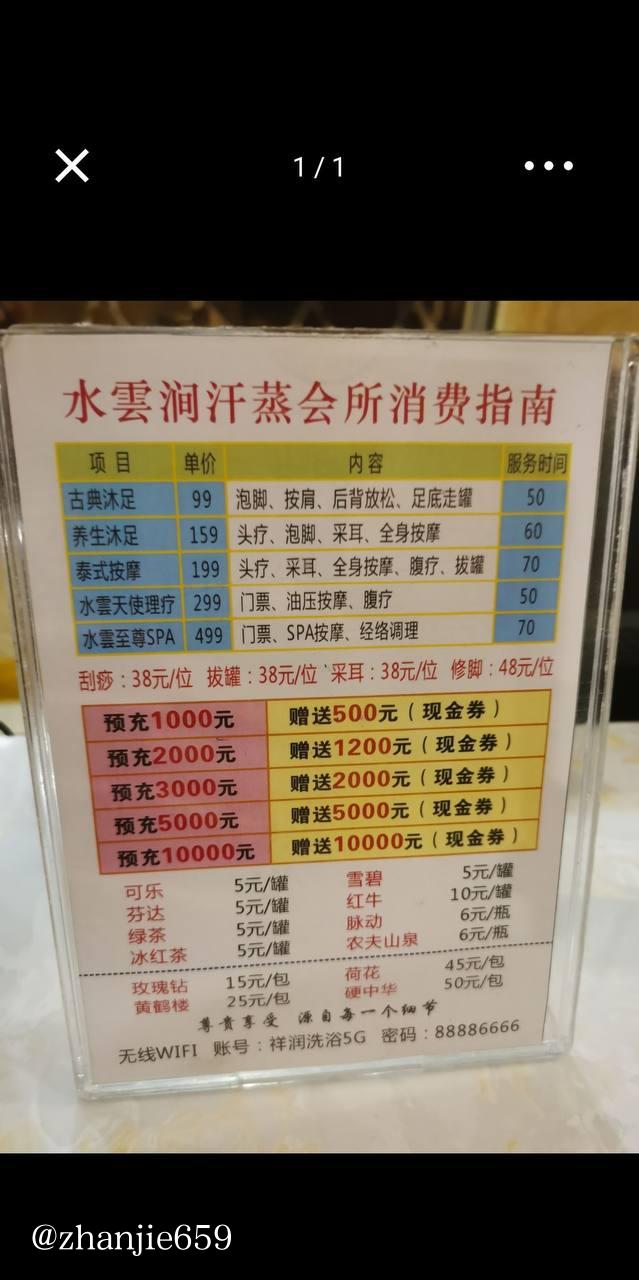 1/1
水雲涧汗蒸会所消费指南
项目 单价 内容 服务时间
古典沐足 99 泡脚、按肩、后背放松、足底走罐 50
养生沐足 159 头疗、泡脚、采耳、全身按摩 60
泰式按摩 199 头疗、采耳、全身按摩、腹疗、拔罐 70
水雲天使理疗 299 门票、油压按摩、腹疗 50
水雲至尊SPA 499 门票、SPA按摩、经络调理 70
刮痧：38元/位 拔罐：38元/位 采耳：38元/位 修脚：48元/位
预充1000元 赠送500元（现金券）
预充2000元 赠送1200元（现金券）
预充3000元 赠送2000元（现金券）
预充5000元 赠送5000元（现金券）
预充10000元 赠送10000元（现金券）
可乐 5元/罐 雪碧 5元/罐
芬达 5元/罐 红牛 10元/罐
绿茶 5元/罐 脉动 6元/瓶
冰红茶 5元/罐 农夫山泉 6元/瓶
玫瑰钻 15元/包 荷花 45元/包
黄鹤楼 25元/包 硬中华 50元/包
尊贵享受 源自每一个细节
无线WIFI 账号：祥润洗浴5G 密码：88886666
@zhanjie659